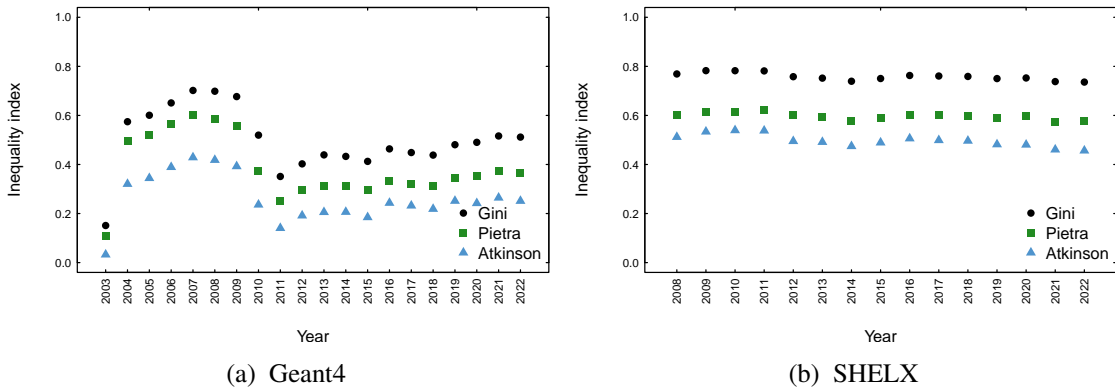 Inequality index
1.0
0.8
0.6
0.4
0.2
0.0
Gini
Pietra
Atkinson
2003 2004 2005 2006 2007 2008 2009 2010 2011 2012 2013 2014 2015 2016 2017 2018 2019 2020 2021 2022
Year
(a) Geant4
Inequality index
1.0
0.8
0.6
0.4
0.2
0.0
Gini
Pietra
Atkinson
2008 2009 2010 2011 2012 2013 2014 2015 2016 2017 2018 2019 2020 2021 2022
Year
(b) SHELX